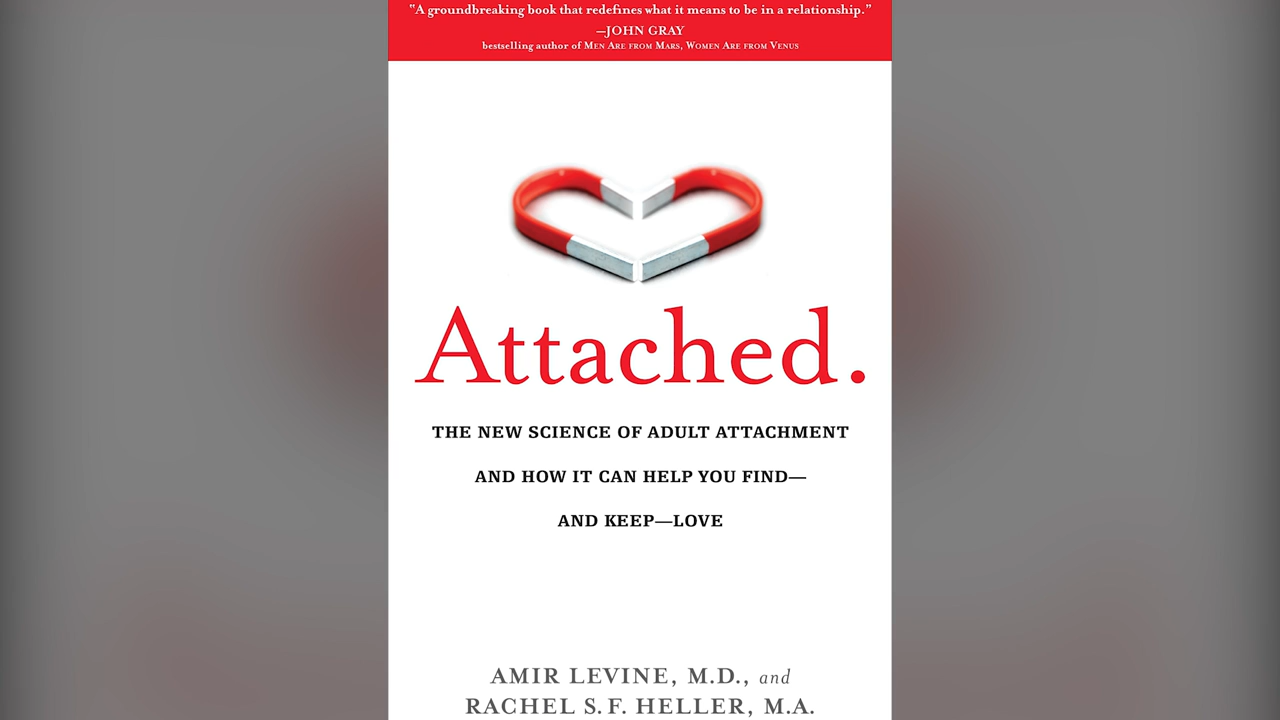 "A groundbreaking book that redefines what it means to be in a relationship."
—JOHN GRAY
bestselling author of MEN ARE FROM MARS, WOMEN ARE FROM VENUS
Attached.
THE NEW SCIENCE OF ADULT ATTACHMENT
AND HOW IT CAN HELP YOU FIND—
AND KEEP—LOVE
AMIR LEVINE, M.D., and
RACHEL S. F. HELLER, M.A.